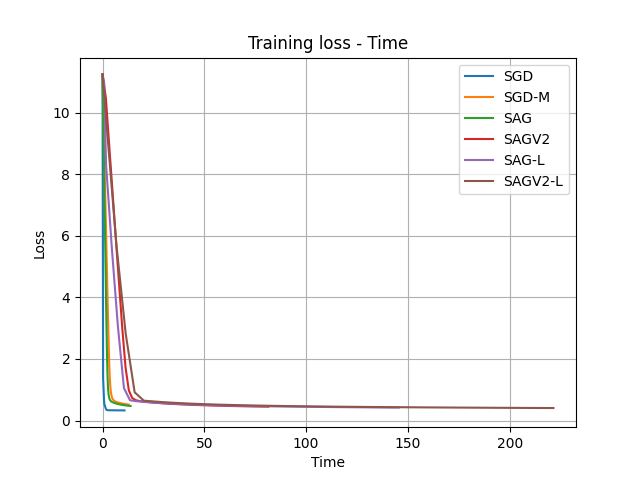 Training loss - Time
SGD
SGD-M
SAG
SAGV2
SAG-L
SAGV2-L
10
8
6
4
2
0
Loss
0 50 100 150 200
Time